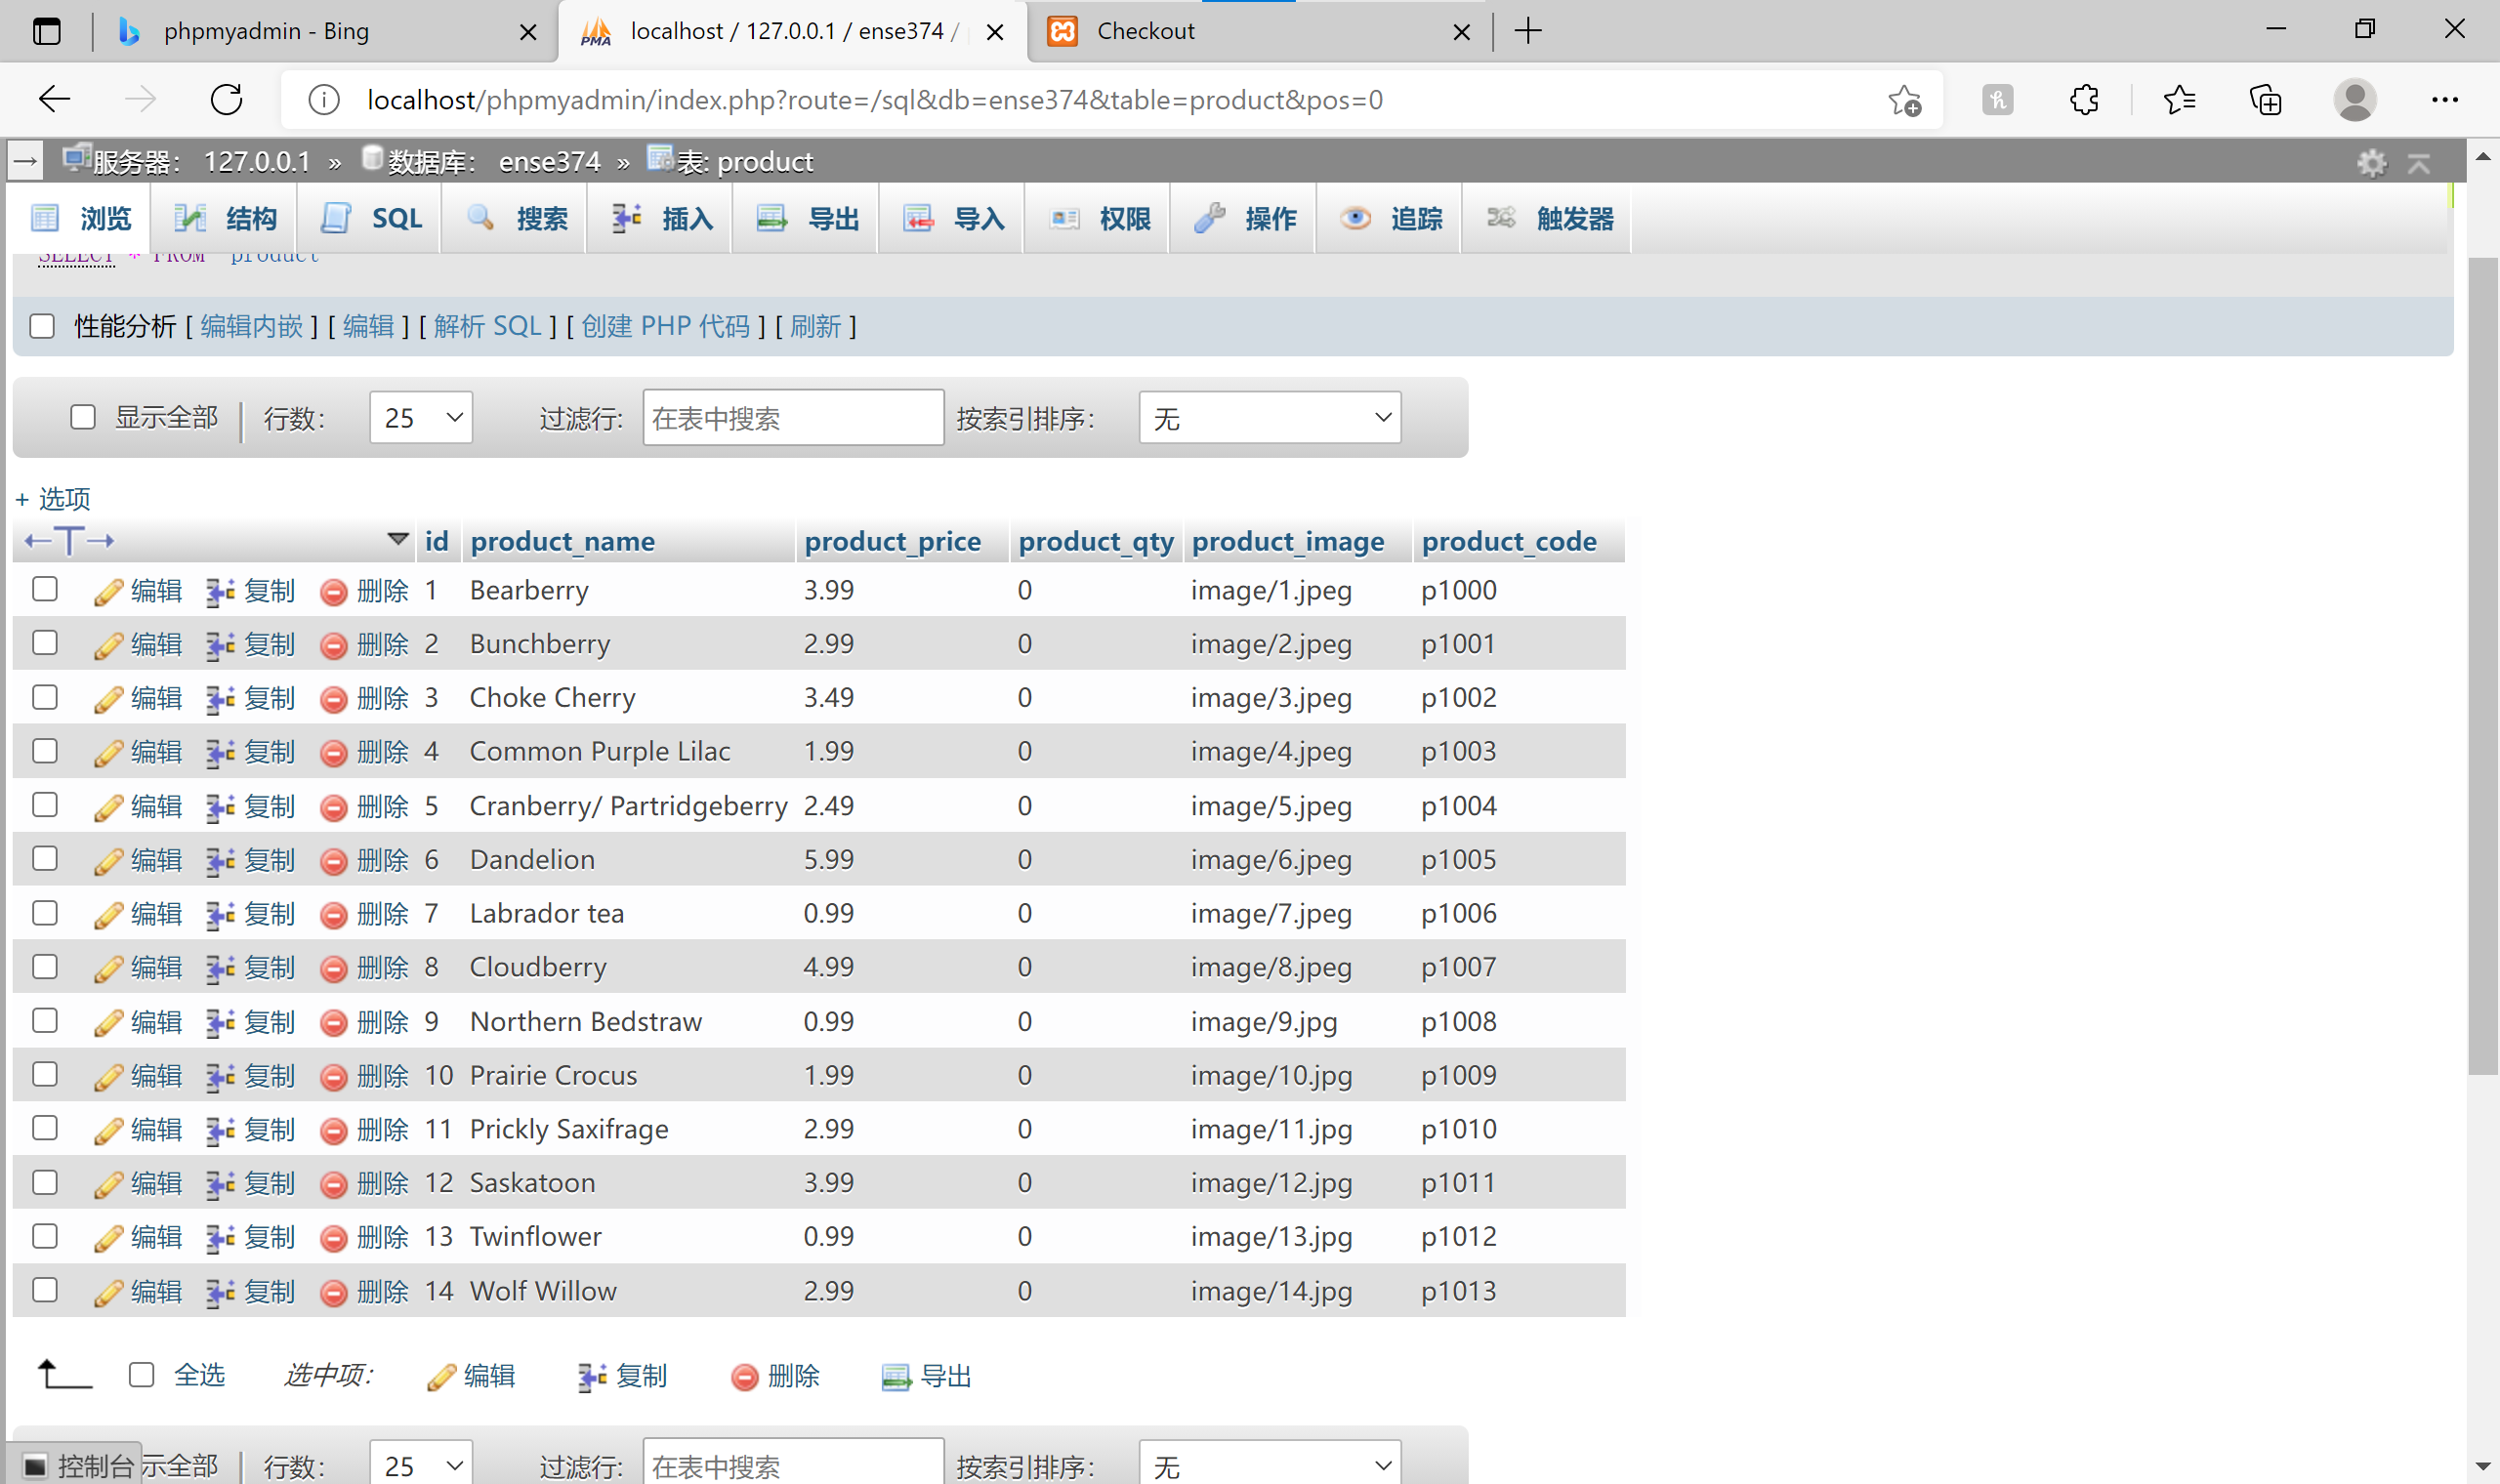 phpmyadmin - Bing
localhost / 127.0.0.1 / ense374 /
Checkout
localhost/phpmyadmin/index.php?route=/sql&db=ense374&table=product&pos=0
服务器: 127.0.0.1 » 数据库: ense374 » 表: product
浏览 结构 SQL 搜索 插入 导出 导入 权限 操作 追踪 触发器
SELECT * FROM `product`
性能分析 [ 编辑内嵌 ] [ 编辑 ] [ 解析 SQL ] [ 创建 PHP 代码 ] [ 刷新 ]
显示全部 | 行数: 25 过滤行: 在表中搜索 按索引排序: 无
+ 选项
←T→ id product_name product_price product_qty product_image product_code
编辑 复制 删除 1 Bearberry 3.99 0 image/1.jpeg p1000
编辑 复制 删除 2 Bunchberry 2.99 0 image/2.jpeg p1001
编辑 复制 删除 3 Choke Cherry 3.49 0 image/3.jpeg p1002
编辑 复制 删除 4 Common Purple Lilac 1.99 0 image/4.jpeg p1003
编辑 复制 删除 5 Cranberry/ Partridgeberry 2.49 0 image/5.jpeg p1004
编辑 复制 删除 6 Dandelion 5.99 0 image/6.jpeg p1005
编辑 复制 删除 7 Labrador tea 0.99 0 image/7.jpeg p1006
编辑 复制 删除 8 Cloudberry 4.99 0 image/8.jpeg p1007
编辑 复制 删除 9 Northern Bedstraw 0.99 0 image/9.jpg p1008
编辑 复制 删除 10 Prairie Crocus 1.99 0 image/10.jpg p1009
编辑 复制 删除 11 Prickly Saxifrage 2.99 0 image/11.jpg p1010
编辑 复制 删除 12 Saskatoon 3.99 0 image/12.jpg p1011
编辑 复制 删除 13 Twinflower 0.99 0 image/13.jpg p1012
编辑 复制 删除 14 Wolf Willow 2.99 0 image/14.jpg p1013
全选 选中项: 编辑 复制 删除 导出
控制台 示全部 | 行数: 25 过滤行: 在表中搜索 按索引排序: 无